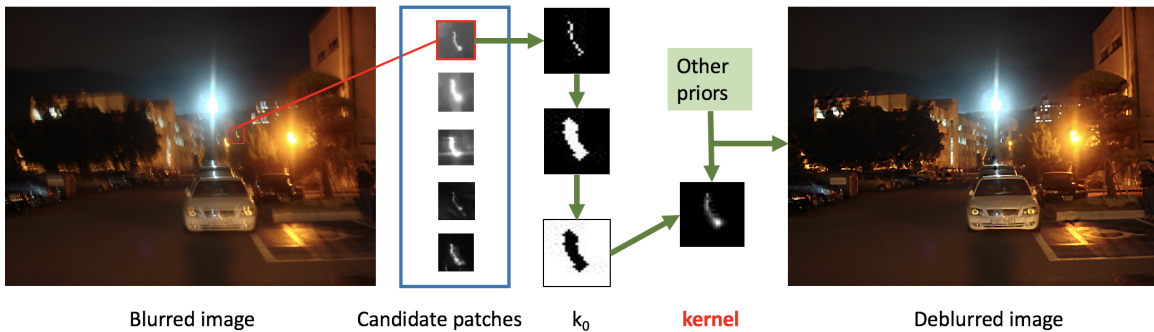 Other
priors
Blurred image
Candidate patches
k₀
kernel
Deblurred image